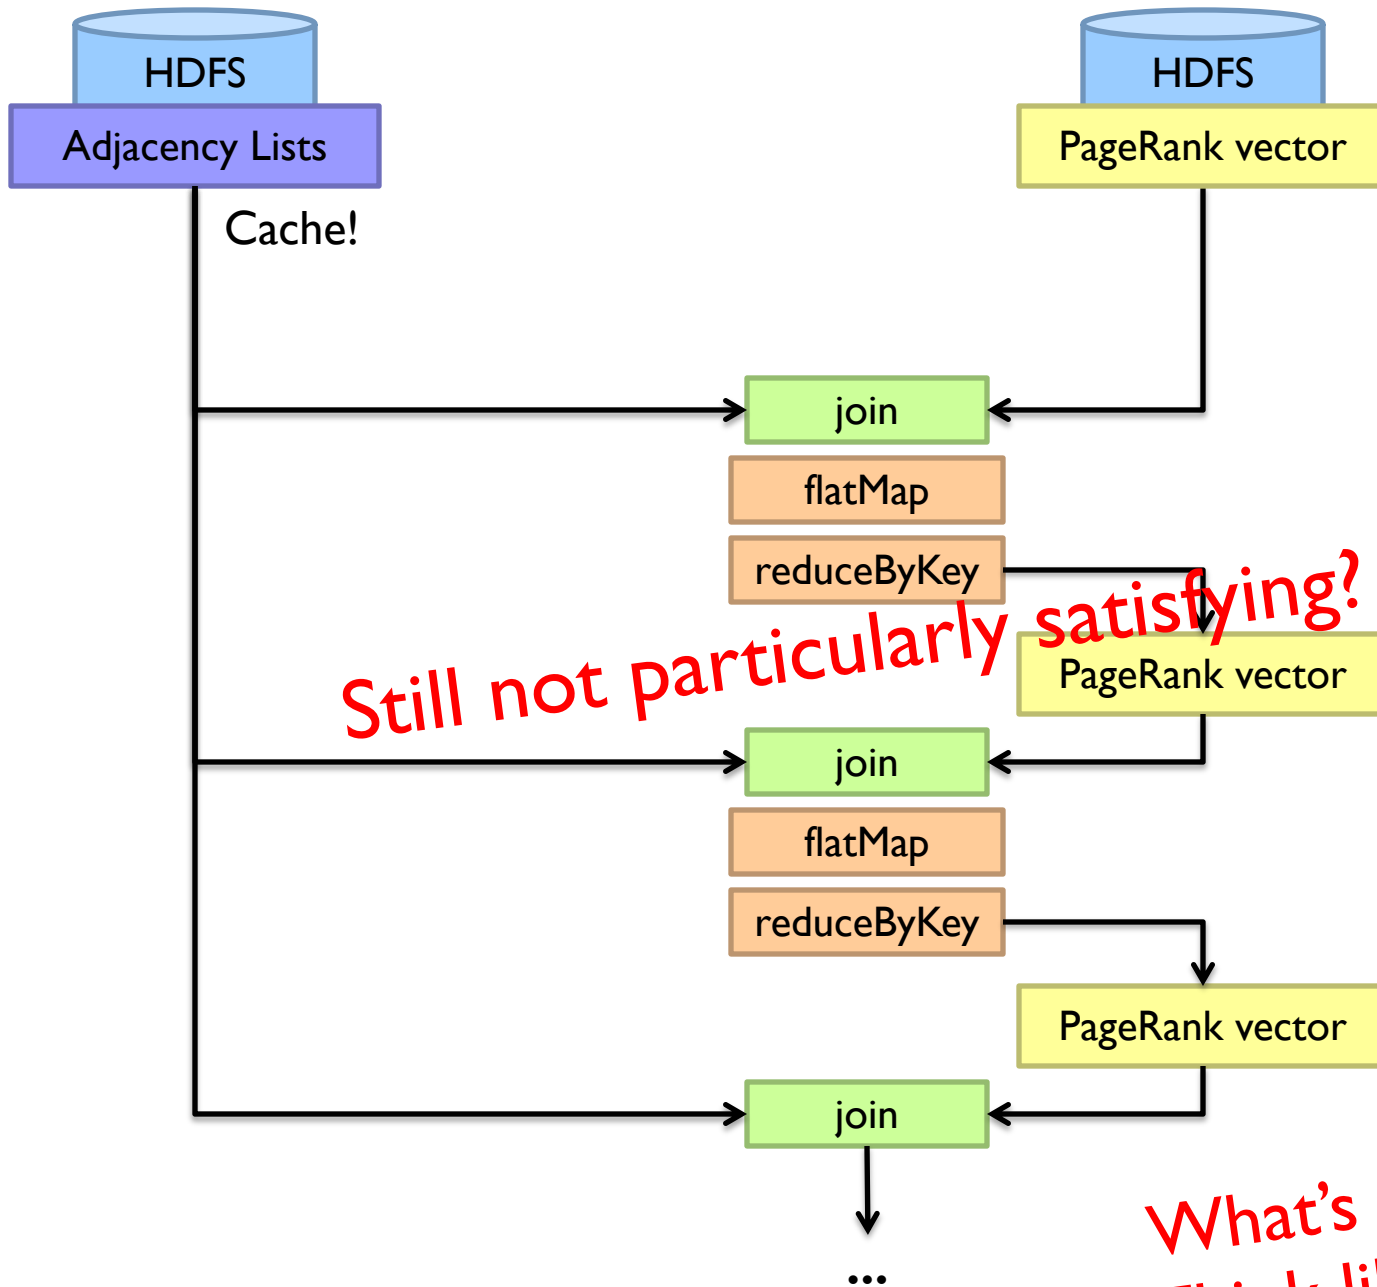 HDFS
HDFS
Adjacency Lists
PageRank vector
Cache!
join
flatMap
reduceByKey
Still not particularly satisfying?
PageRank vector
join
flatMap
reduceByKey
PageRank vector
join
What's
...